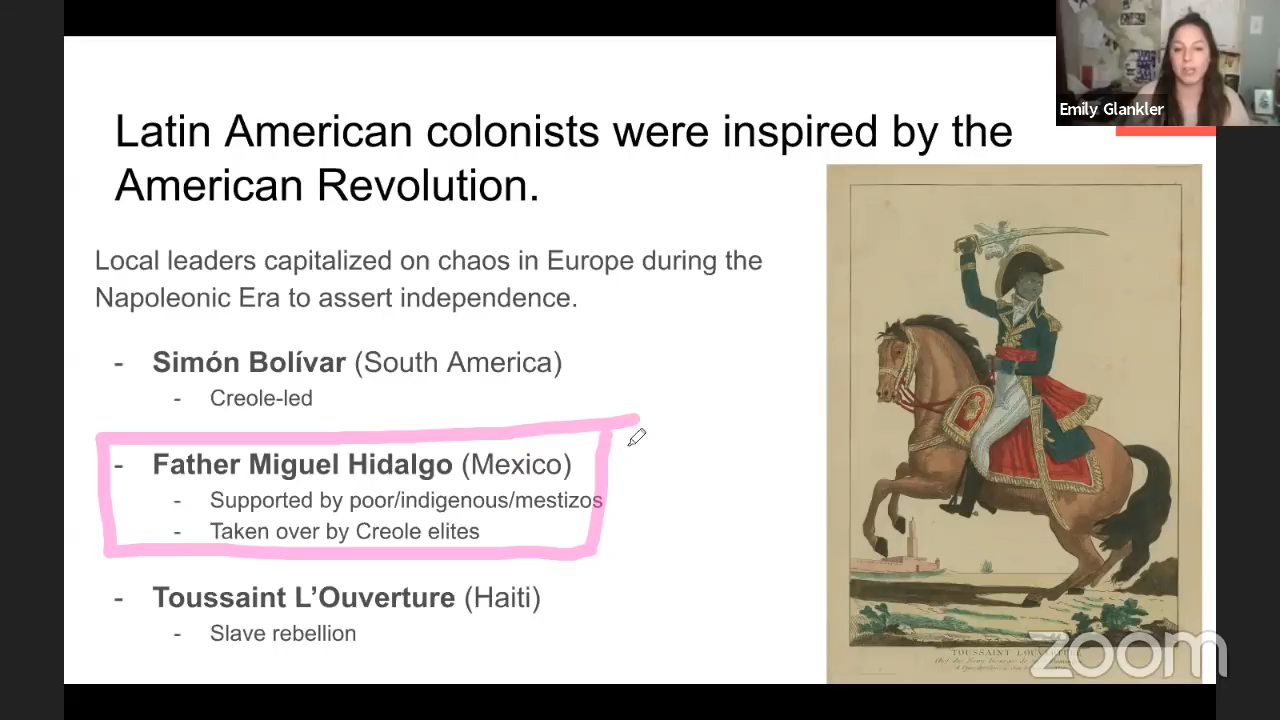 Emily Glankler
Latin American colonists were inspired by the
American Revolution.
Local leaders capitalized on chaos in Europe during the
Napoleonic Era to assert independence.
- Simón Bolívar (South America)
- Creole-led
- Father Miguel Hidalgo (Mexico)
- Supported by poor/indigenous/mestizos
- Taken over by Creole elites
- Toussaint L’Ouverture (Haiti)
- Slave rebellion
TOUSSAINT LOUVERTURE
zoom